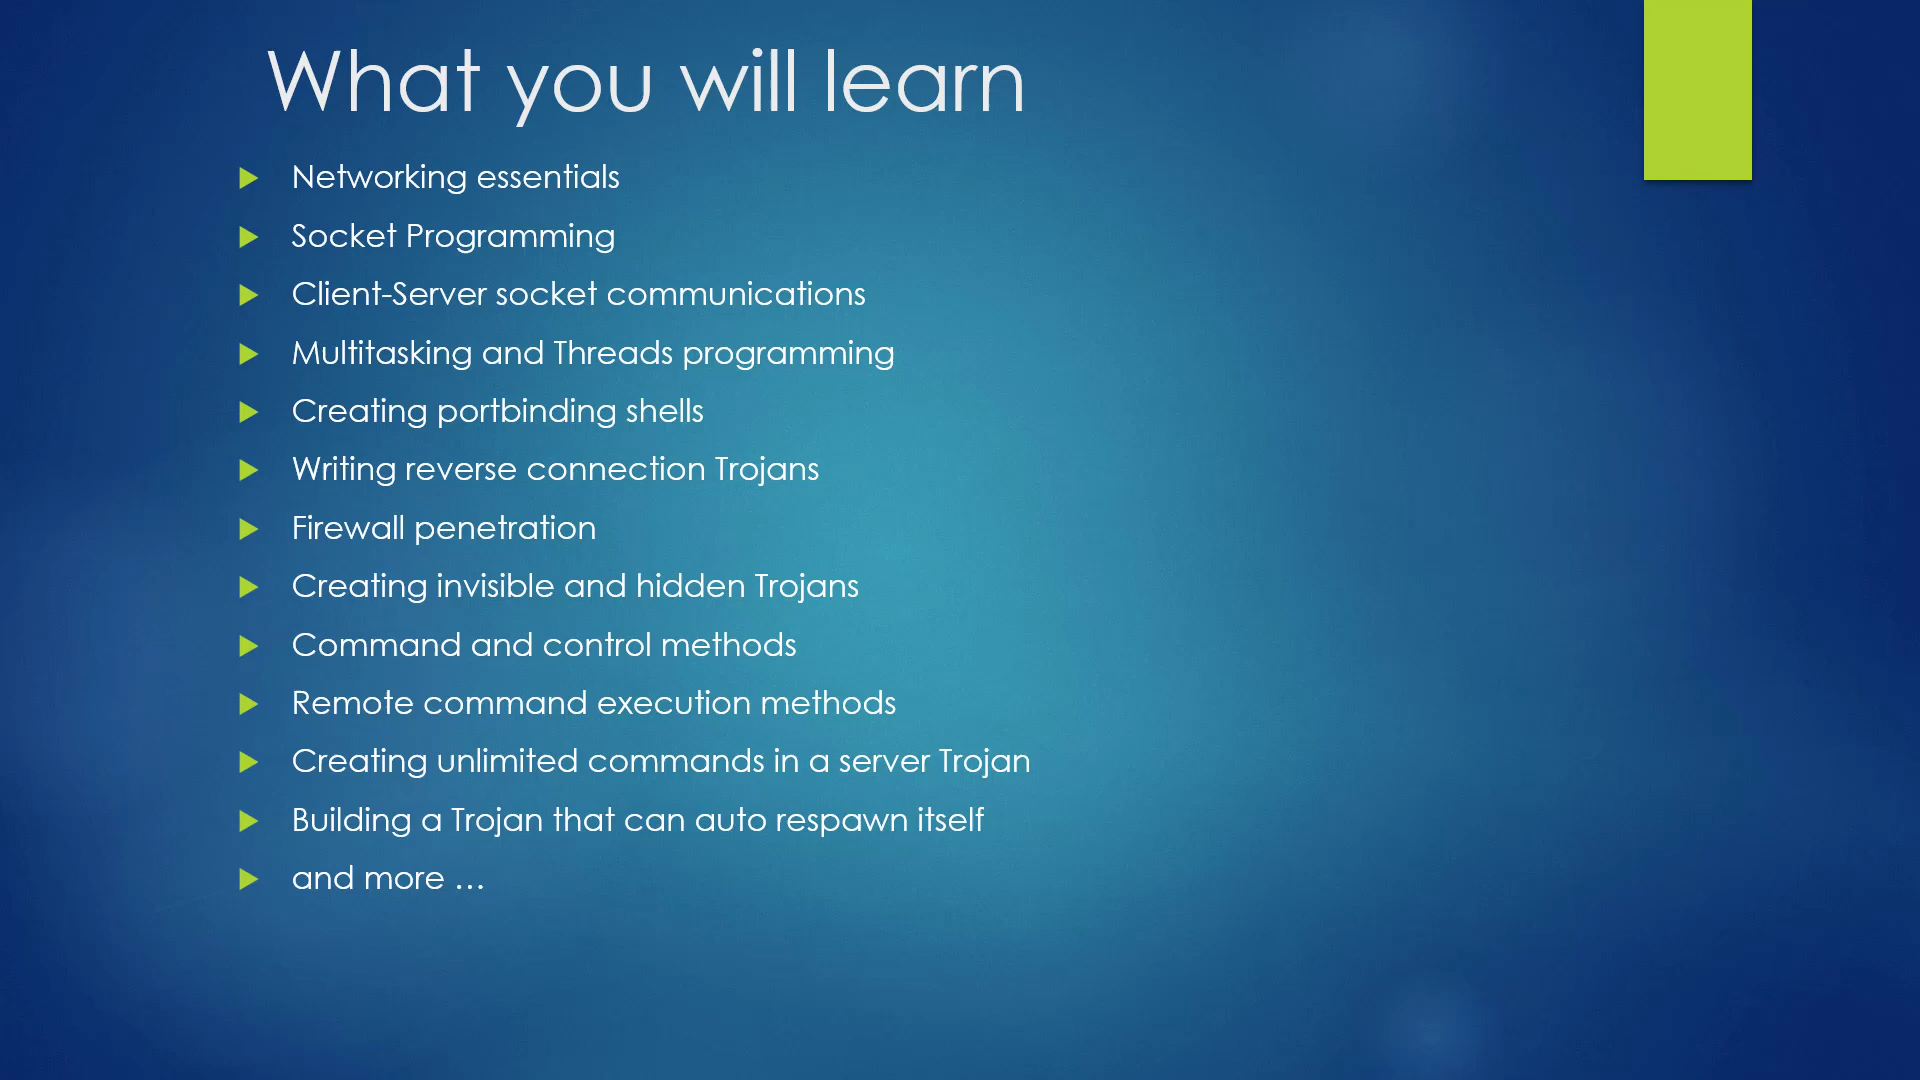 What you will learn
Networking essentials
Socket Programming
Client-Server socket communications
Multitasking and Threads programming
Creating portbinding shells
Writing reverse connection Trojans
Firewall penetration
Creating invisible and hidden Trojans
Command and control methods
Remote command execution methods
Creating unlimited commands in a server Trojan
Building a Trojan that can auto respawn itself
and more …